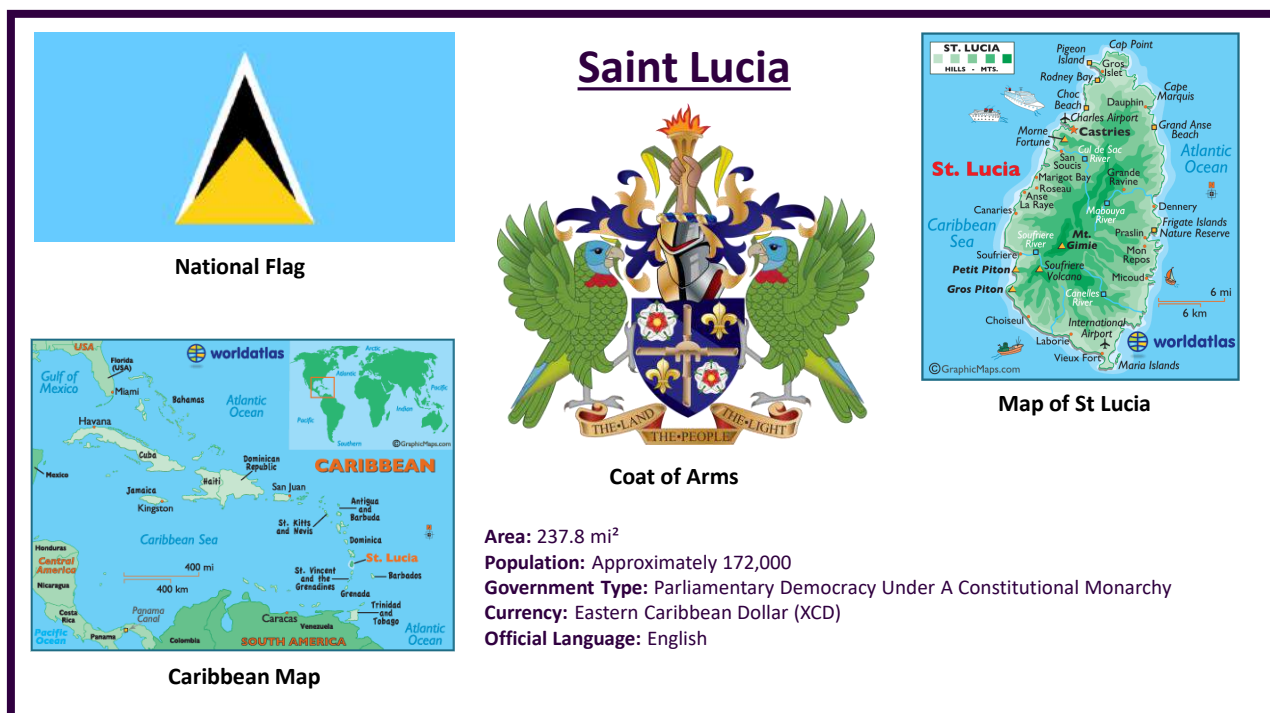 Saint Lucia
National Flag
Coat of Arms
THE•LAND
THE•PEOPLE
THE•LIGHT
ST. LUCIA
HILLS - MTS.
Cap Point
Pigeon
Island
Gros
Islet
Rodney Bay
Cape
Marquis
Choc
Beach
Dauphin
Charles Airport
Castries
Grand Anse
Beach
Morne
Fortune
Cul de Sac
River
Atlantic
Ocean
San
Soucis
St. Lucia
Marigot Bay
Grande
Ravine
Roseau
Anse
La Raye
Canaries
Mabouya
River
Dennery
Caribbean
Sea
Frigate Islands
Nature Reserve
Soufriere
River
Mt.
Gimie
Praslin
Mon
Repos
Soufriere
Petit Piton
Soufriere
Volcano
Micoud
Gros Piton
Canelles
River
6 mi
6 km
Choiseul
International
Airport
Laborie
worldatlas
Vieux Fort
Maria Islands
©GraphicMaps.com
Map of St Lucia
USA
worldatlas
Florida
(USA)
Gulf of
Mexico
Miami
Bahamas
Atlantic
Ocean
Arctic
Atlantic
Pacific
Indian
Pacific
Southern
©GraphicMaps.com
Havana
Cuba
CARIBBEAN
Mexico
Dominican
Republic
Haiti
San Juan
Jamaica
Kingston
Antigua
and
Barbuda
St. Kitts
and Nevis
Caribbean Sea
Dominica
St. Lucia
Honduras
Central
America
400 mi
400 km
St. Vincent
and the
Grenadines
Barbados
Nicaragua
Grenada
Costa
Rica
Panama
Canal
Trinidad
and
Tobago
Caracas
Venezuela
Pacific
Ocean
Panama
Colombia
SOUTH AMERICA
Atlantic
Ocean
Caribbean Map
Area: 237.8 mi²
Population: Approximately 172,000
Government Type: Parliamentary Democracy Under A Constitutional Monarchy
Currency: Eastern Caribbean Dollar (XCD)
Official Language: English